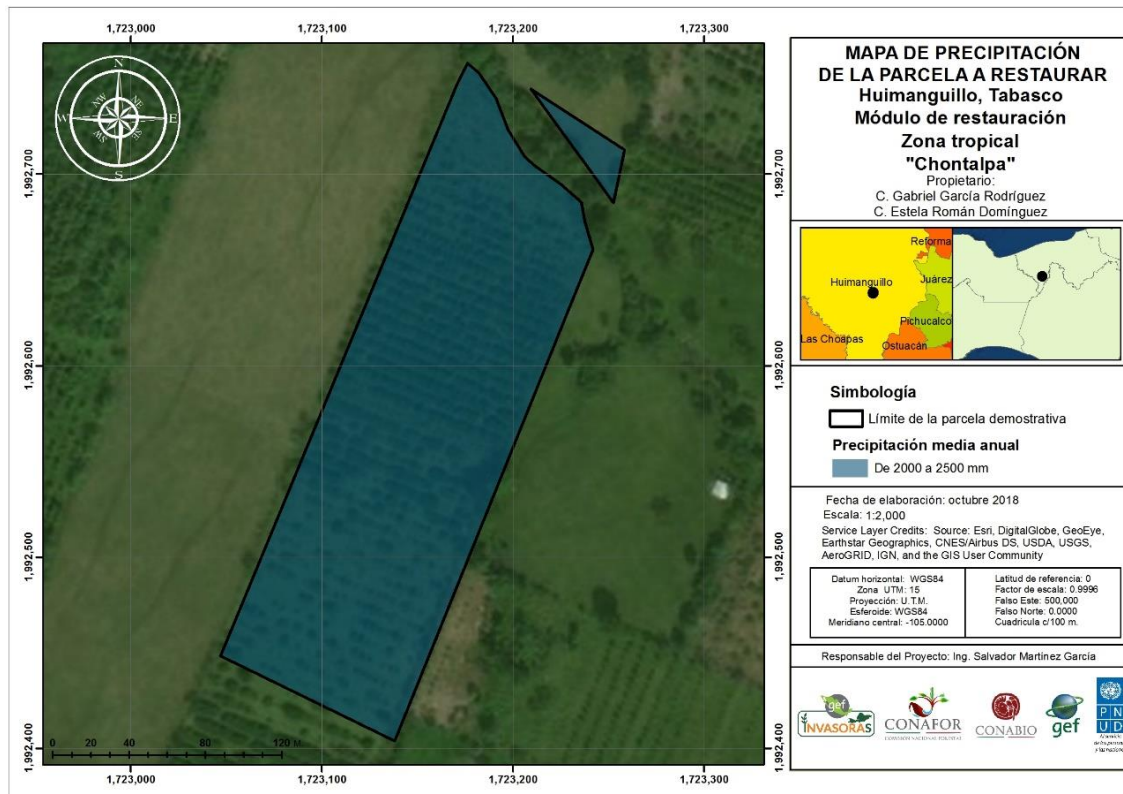 1,723,000 1,723,100 1,723,200 1,723,300
N
NW NE
W E
SW SE
S
1,992,700 1,992,700
1,992,600 1,992,600
1,992,500 1,992,500
1,992,400 1,992,400
0 20 40 80 120 M
1,723,000 1,723,100 1,723,200 1,723,300
MAPA DE PRECIPITACIÓN
DE LA PARCELA A RESTAURAR
Huimanguillo, Tabasco
Módulo de restauración
Zona tropical
"Chontalpa"
Propietario:
C. Gabriel García Rodríguez
C. Estela Román Domínguez
Reforma
Huimanguillo
Juárez
Pichucalco
Las Choapas
Ostuacán
Simbología
Límite de la parcela demostrativa
Precipitación media anual
De 2000 a 2500 mm
Fecha de elaboración: octubre 2018
Escala: 1:2,000
Service Layer Credits: Source: Esri, DigitalGlobe, GeoEye,
Earthstar Geographics, CNES/Airbus DS, USDA, USGS,
AeroGRID, IGN, and the GIS User Community
Datum horizontal: WGS84
Zona UTM: 15
Proyección: U.T.M.
Esferoide: WGS84
Meridiano central: -105.0000
Latitud de referencia: 0
Factor de escala: 0.9996
Falso Este: 500,000
Falso Norte: 0.0000
Cuadricula c/100 m.
Responsable del Proyecto: Ing. Salvador Martínez García
gef
INVASORAS
CONAFOR
COMISIÓN NACIONAL FORESTAL
CONABIO
gef
P N
U D